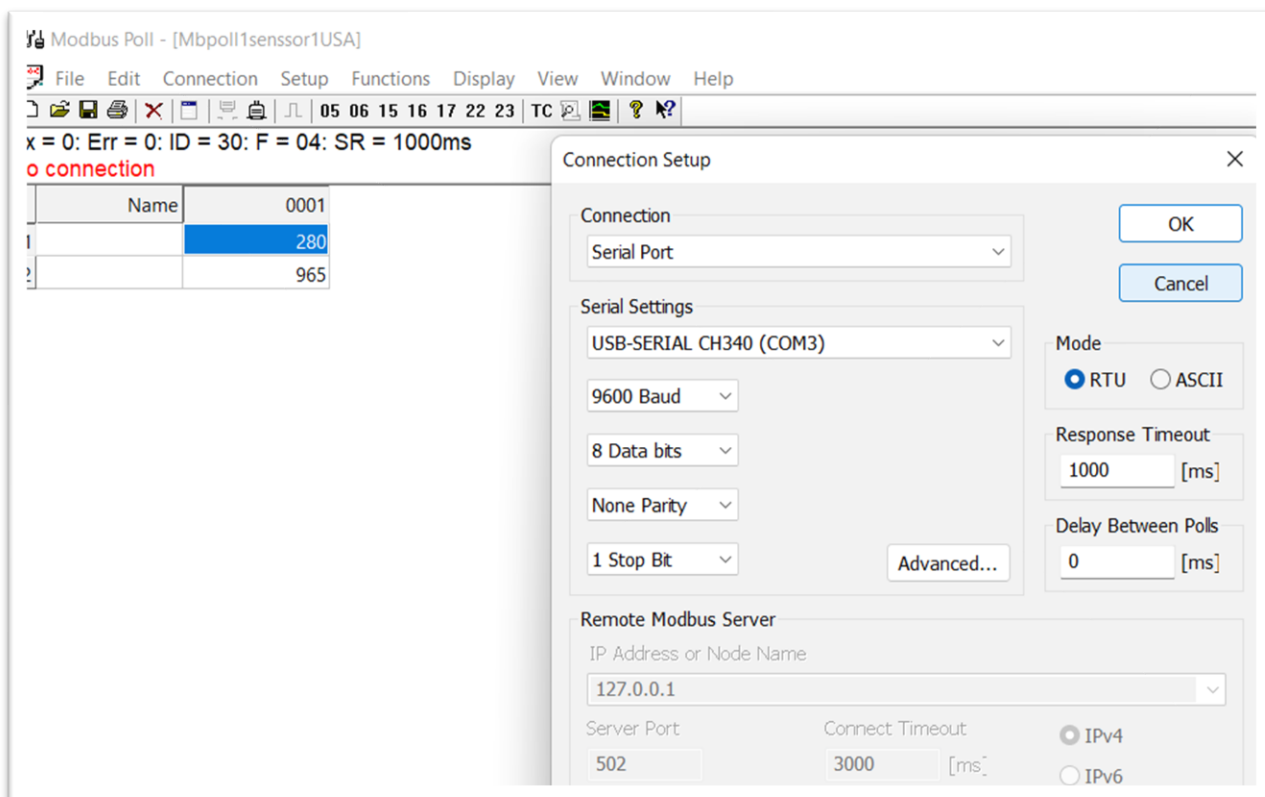 Modbus Poll - [Mbpoll1senssor1USA]
File Edit Connection Setup Functions Display View Window Help
05 06 15 16 17 22 23 TC
x = 0: Err = 0: ID = 30: F = 04: SR = 1000ms
o connection
Name 0001
1 280
2 965
Connection Setup
Connection
Serial Port
OK
Cancel
Serial Settings
USB-SERIAL CH340 (COM3)
9600 Baud
8 Data bits
None Parity
1 Stop Bit
Advanced...
Mode
RTU ASCII
Response Timeout
1000 [ms]
Delay Between Polls
0 [ms]
Remote Modbus Server
IP Address or Node Name
127.0.0.1
Server Port Connect Timeout
502 3000 [ms]
IPv4
IPv6